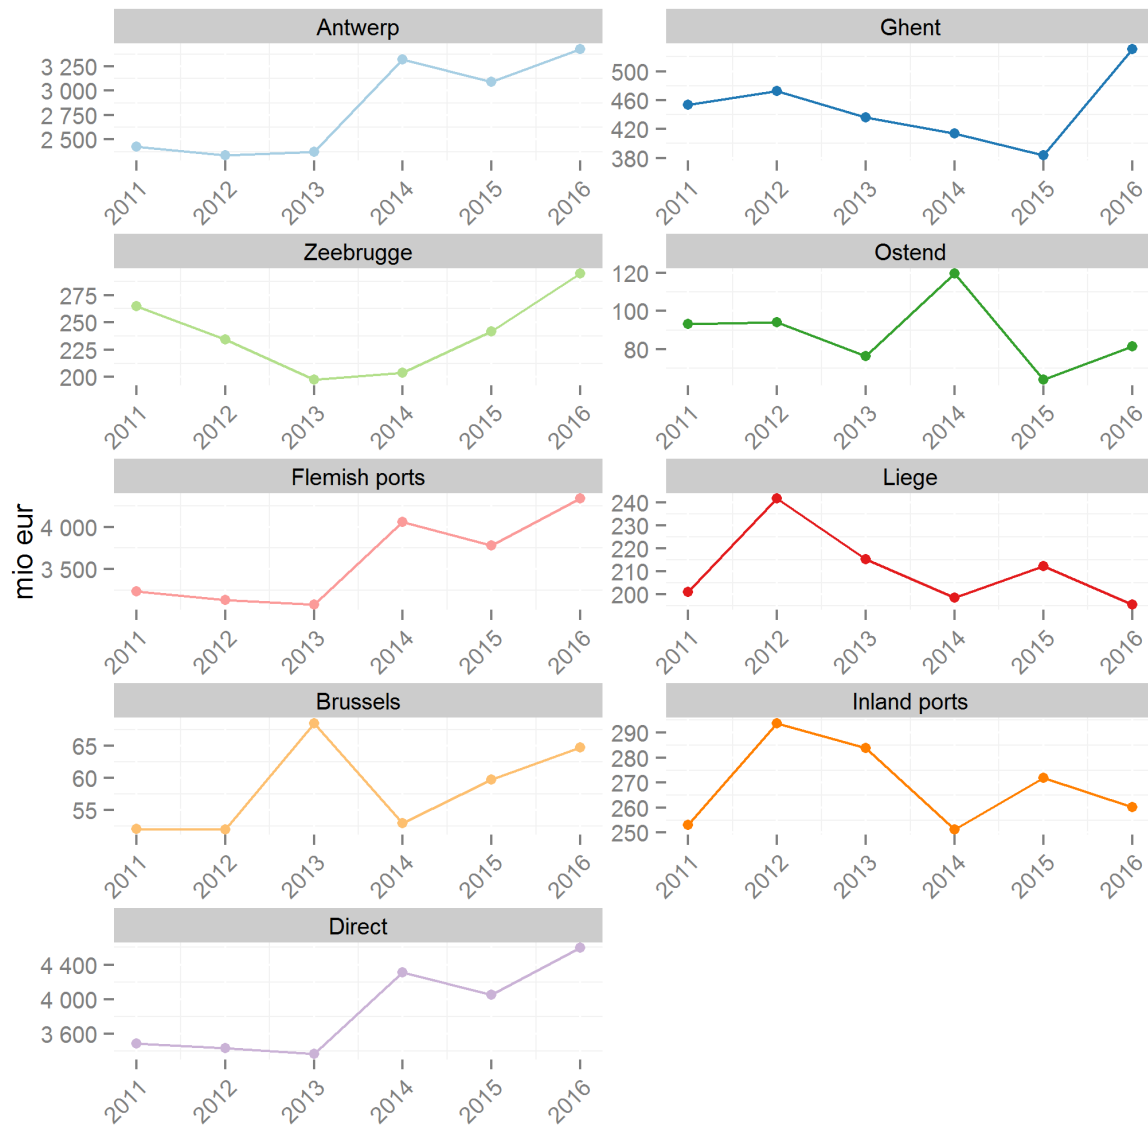 mio eur
Antwerp
3 250
3 000
2 750
2 500
2011 2012 2013 2014 2015 2016
Ghent
500
460
420
380
2011 2012 2013 2014 2015 2016
Zeebrugge
275
250
225
200
2011 2012 2013 2014 2015 2016
Ostend
120
100
80
2011 2012 2013 2014 2015 2016
Flemish ports
4 000
3 500
2011 2012 2013 2014 2015 2016
Liege
240
230
220
210
200
2011 2012 2013 2014 2015 2016
Brussels
65
60
55
2011 2012 2013 2014 2015 2016
Inland ports
290
280
270
260
250
2011 2012 2013 2014 2015 2016
Direct
4 400
4 000
3 600
2011 2012 2013 2014 2015 2016